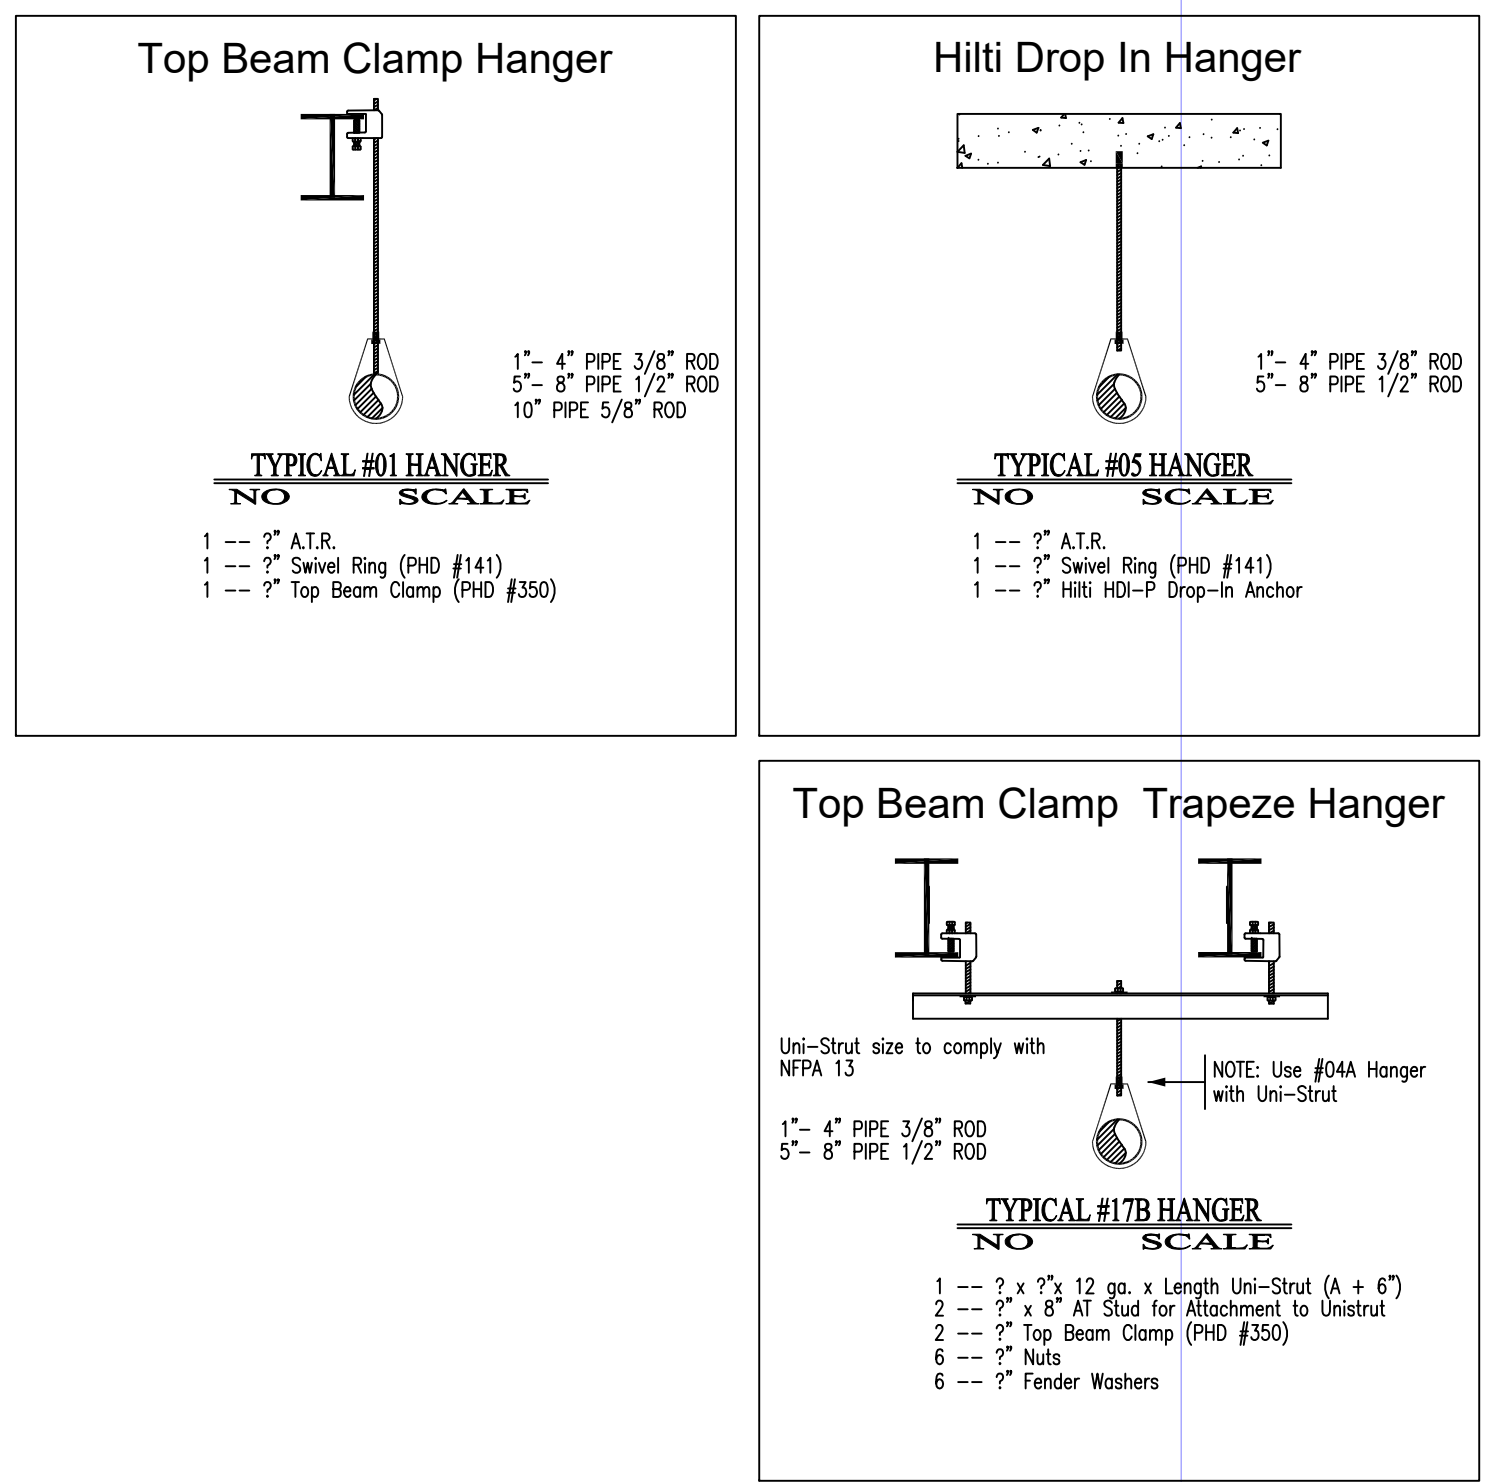 Top Beam Clamp Hanger
1"- 4" PIPE 3/8" ROD
5"- 8" PIPE 1/2" ROD
10" PIPE 5/8" ROD
TYPICAL #01 HANGER
NO SCALE
1 -- ?" A.T.R.
1 -- ?" Swivel Ring (PHD #141)
1 -- ?" Top Beam Clamp (PHD #350)
Hilti Drop In Hanger
1"- 4" PIPE 3/8" ROD
5"- 8" PIPE 1/2" ROD
TYPICAL #05 HANGER
NO SCALE
1 -- ?" A.T.R.
1 -- ?" Swivel Ring (PHD #141)
1 -- ?" Hilti HDI-P Drop-In Anchor
Top Beam Clamp Trapeze Hanger
Uni-Strut size to comply with
NFPA 13
NOTE: Use #04A Hanger
with Uni-Strut
1"- 4" PIPE 3/8" ROD
5"- 8" PIPE 1/2" ROD
TYPICAL #17B HANGER
NO SCALE
1 -- ? x ?"x 12 ga. x Length Uni-Strut (A + 6")
2 -- ?" x 8" AT Stud for Attachment to Unistrut
2 -- ?" Top Beam Clamp (PHD #350)
6 -- ?" Nuts
6 -- ?" Fender Washers